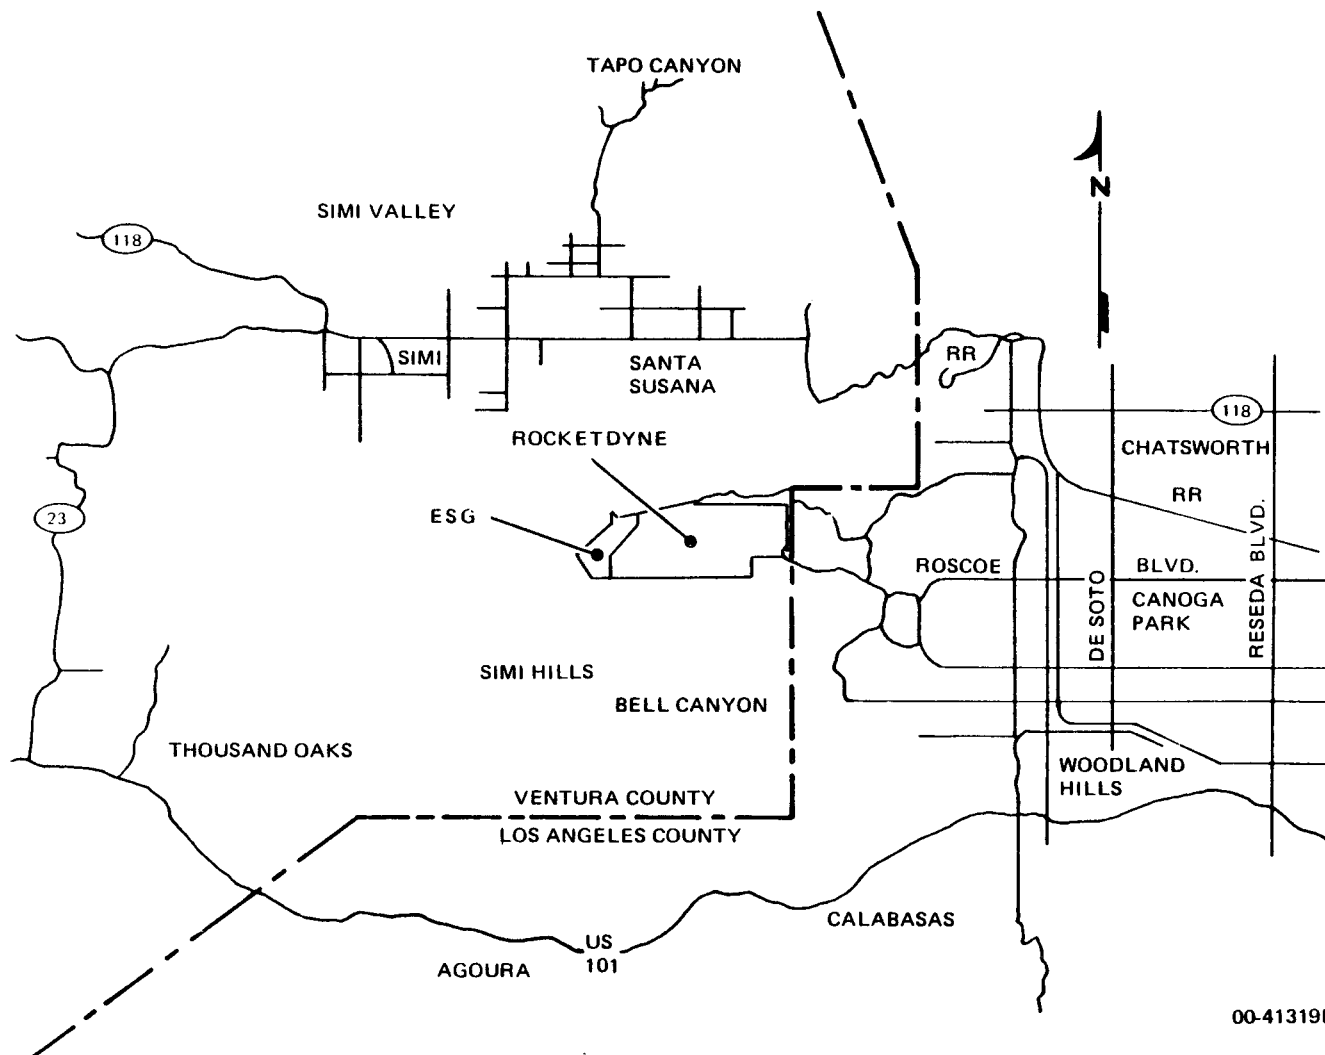 TAPO CANYON
N
SIMI VALLEY
118
SIMI
SANTA
SUSANA
RR
118
CHATSWORTH
ROCKETDYNE
RR
ESG
23
ROSCOE
BLVD.
DE SOTO
CANOGA
PARK
RESEDA BLVD.
SIMI HILLS
BELL CANYON
THOUSAND OAKS
WOODLAND
HILLS
VENTURA COUNTY
LOS ANGELES COUNTY
CALABASAS
US
101
AGOURA